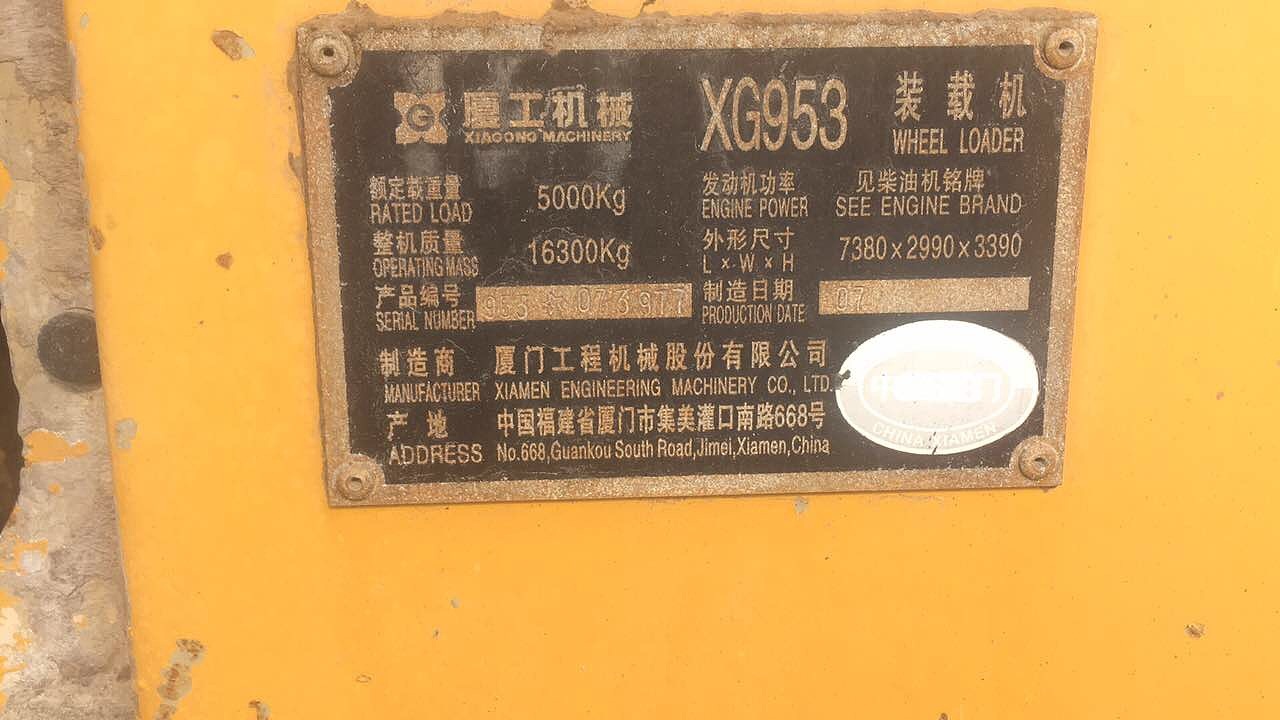 厦工机械
XIAGONG MACHINERY
XG953
装载机
WHEEL LOADER
额定载重量
RATED LOAD
5000Kg
发动机功率
ENGINE POWER
见柴油机铭牌
SEE ENGINE BRAND
整机质量
OPERATING MASS
16300Kg
外形尺寸
L×W×H
7380×2990×3390
产品编号
SERIAL NUMBER
953 ☆ 07
制造日期
PRODUCTION DATE
07
制造商
MANUFACTURER
厦门工程机械股份有限公司
XIAMEN ENGINEERING MACHINERY CO., LTD.
产地
ADDRESS
中国福建省厦门市集美灌口南路668号
No.668,Guankou South Road,Jimei,Xiamen,China
CHINA XIAMEN